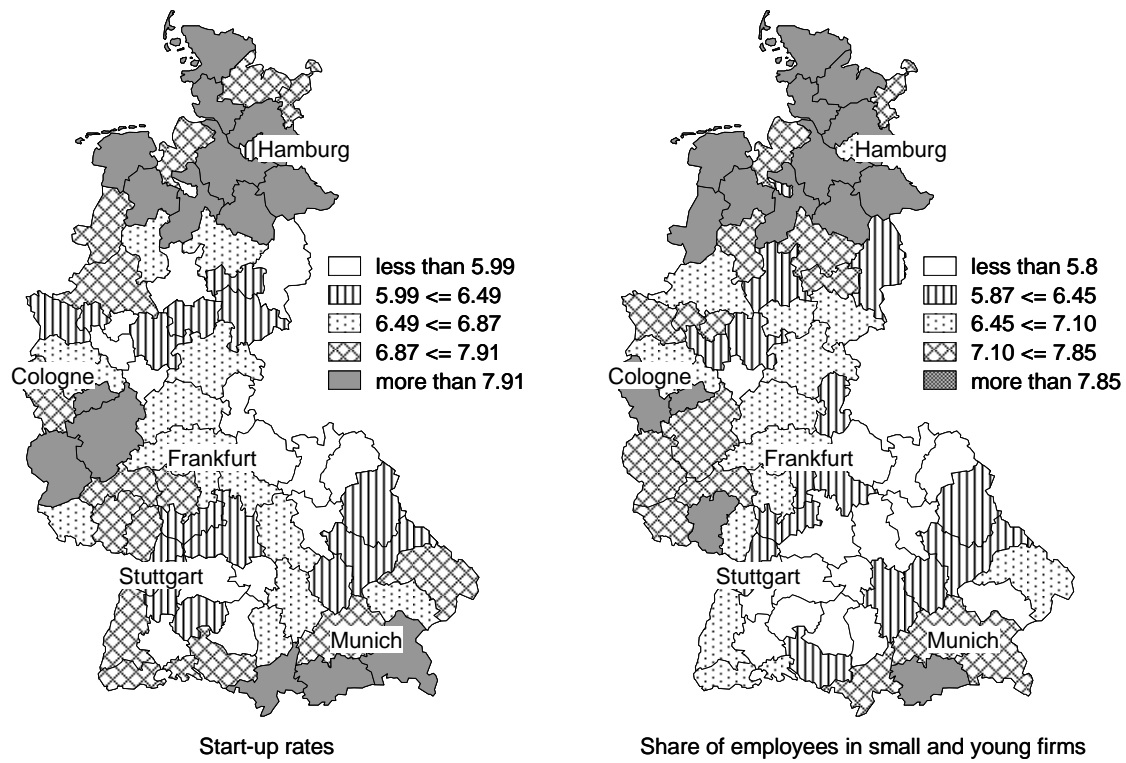 Hamburg
less than 5.99
5.99 <= 6.49
6.49 <= 6.87
6.87 <= 7.91
more than 7.91
Cologne
Frankfurt
Stuttgart
Munich
Start-up rates
Hamburg
less than 5.8
5.87 <= 6.45
6.45 <= 7.10
7.10 <= 7.85
more than 7.85
Cologne
Frankfurt
Stuttgart
Munich
Share of employees in small and young firms